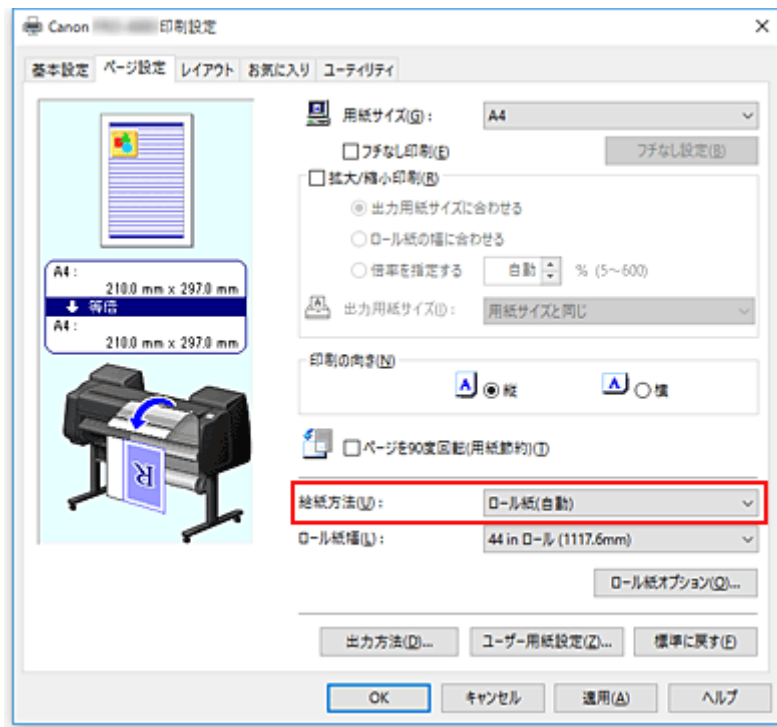 Canon 印刷設定
基本設定 ページ設定 レイアウト お気に入り ユーティリティ
用紙サイズ(G): A4
フチなし印刷(E) フチなし設定(B)
拡大/縮小印刷(R)
出力用紙サイズに合わせる
ロール紙の幅に合わせる
倍率を指定する 自動 % (5～600)
出力用紙サイズ(I): 用紙サイズと同じ
A4:
210.0 mm x 297.0 mm
等倍
A4:
210.0 mm x 297.0 mm
印刷の向き(N)
A 縦 A 横
ページを90度回転(用紙節約)(T)
給紙方法(U): ロール紙(自動)
ロール紙幅(L): 44 in ロール (1117.6mm)
ロール紙オプション(Q)...
出力方法(D)... ユーザー用紙設定(Z)... 標準に戻す(F)
OK キャンセル 適用(A) ヘルプ